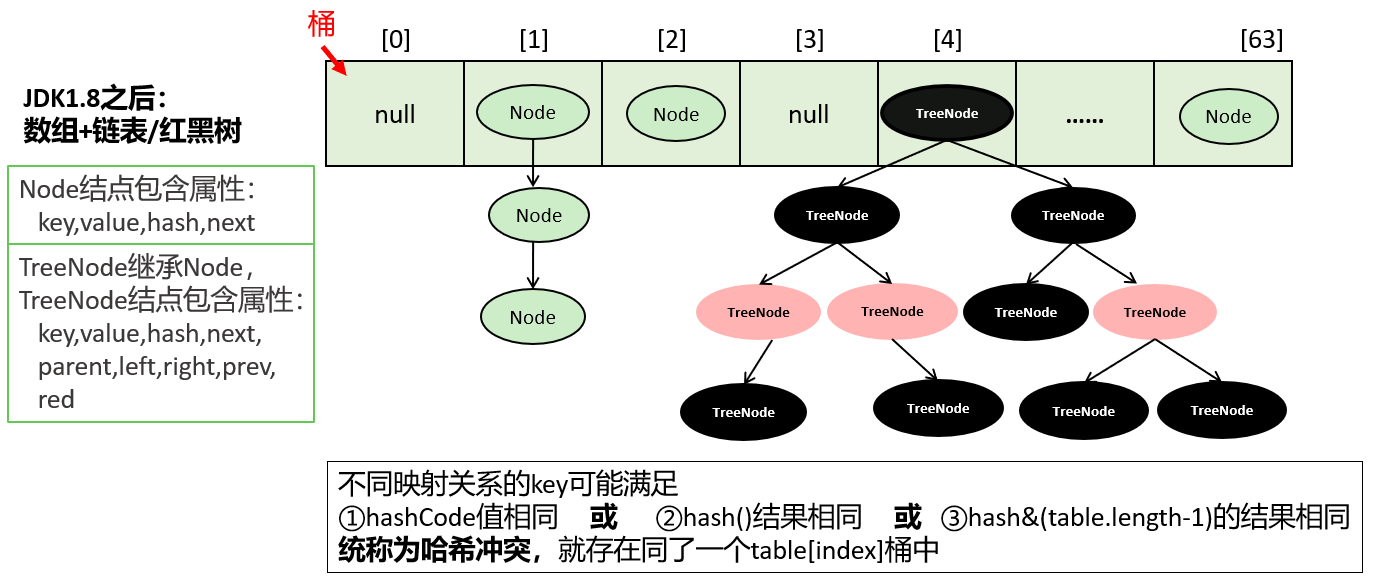 桶
[0] [1] [2] [3] [4] [63]
JDK1.8之后：
数组+链表/红黑树
null Node Node null TreeNode …… Node
Node结点包含属性：
key,value,hash,next
TreeNode继承Node，
TreeNode结点包含属性：
key,value,hash,next,
parent,left,right,prev,
red
Node TreeNode TreeNode
Node TreeNode TreeNode TreeNode TreeNode
TreeNode TreeNode TreeNode TreeNode
不同映射关系的key可能满足
①hashCode值相同 或 ②hash()结果相同 或 ③hash&(table.length-1)的结果相同
统称为哈希冲突，就存在同了一个table[index]桶中